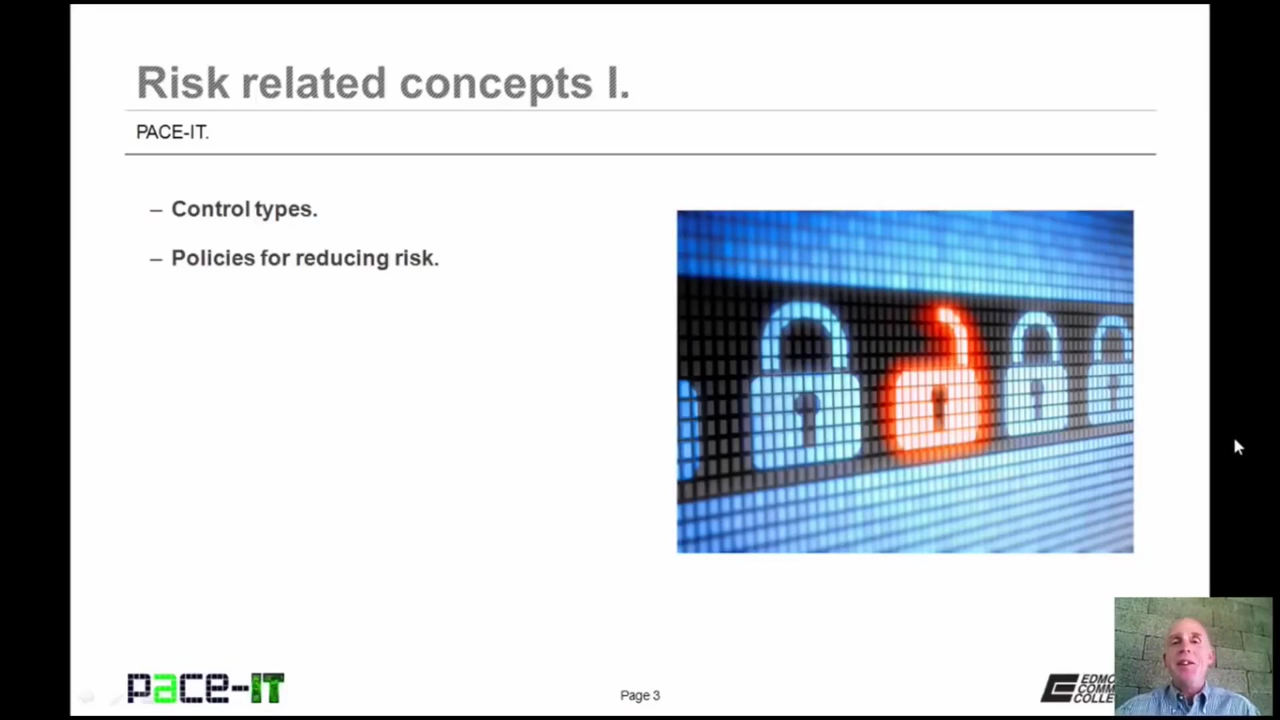 Risk related concepts I.
PACE-IT.
– Control types.
– Policies for reducing risk.
pace-IT
Page 3